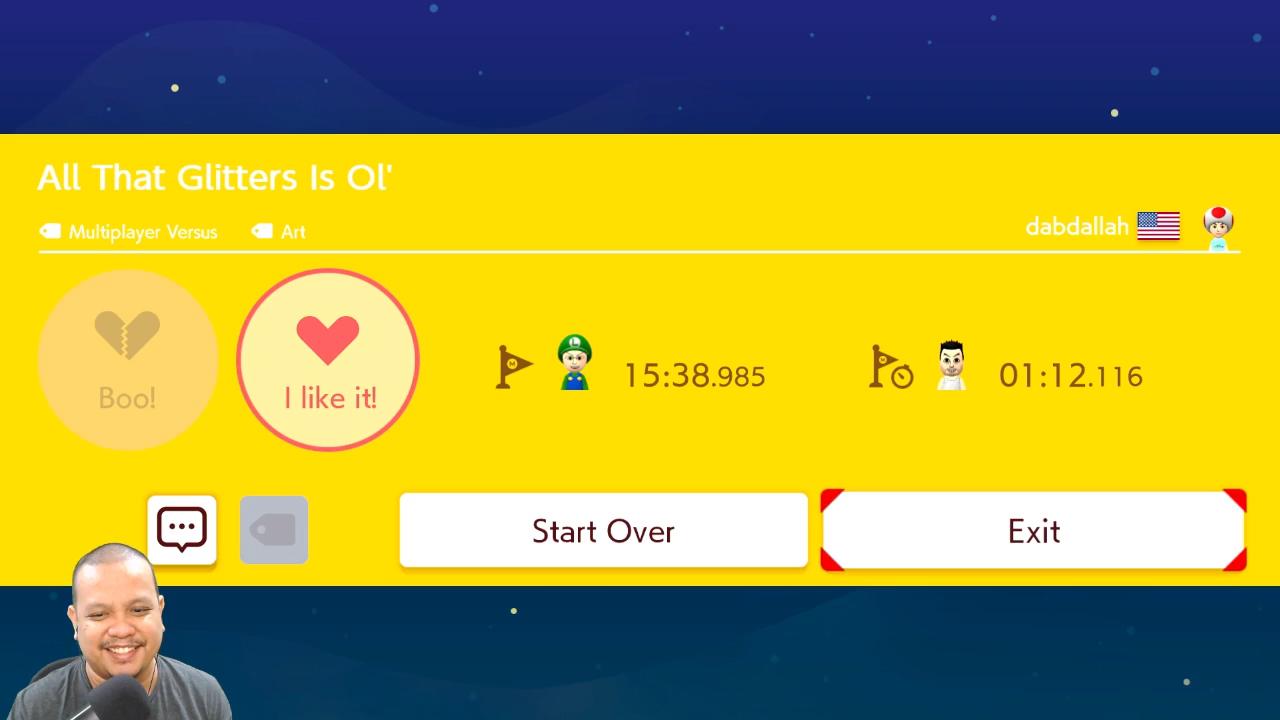 All That Glitters Is Ol'
Multiplayer Versus Art
dabdallah
Boo!
I like it!
M 15:38.985
M 01:12.116
Start Over
Exit